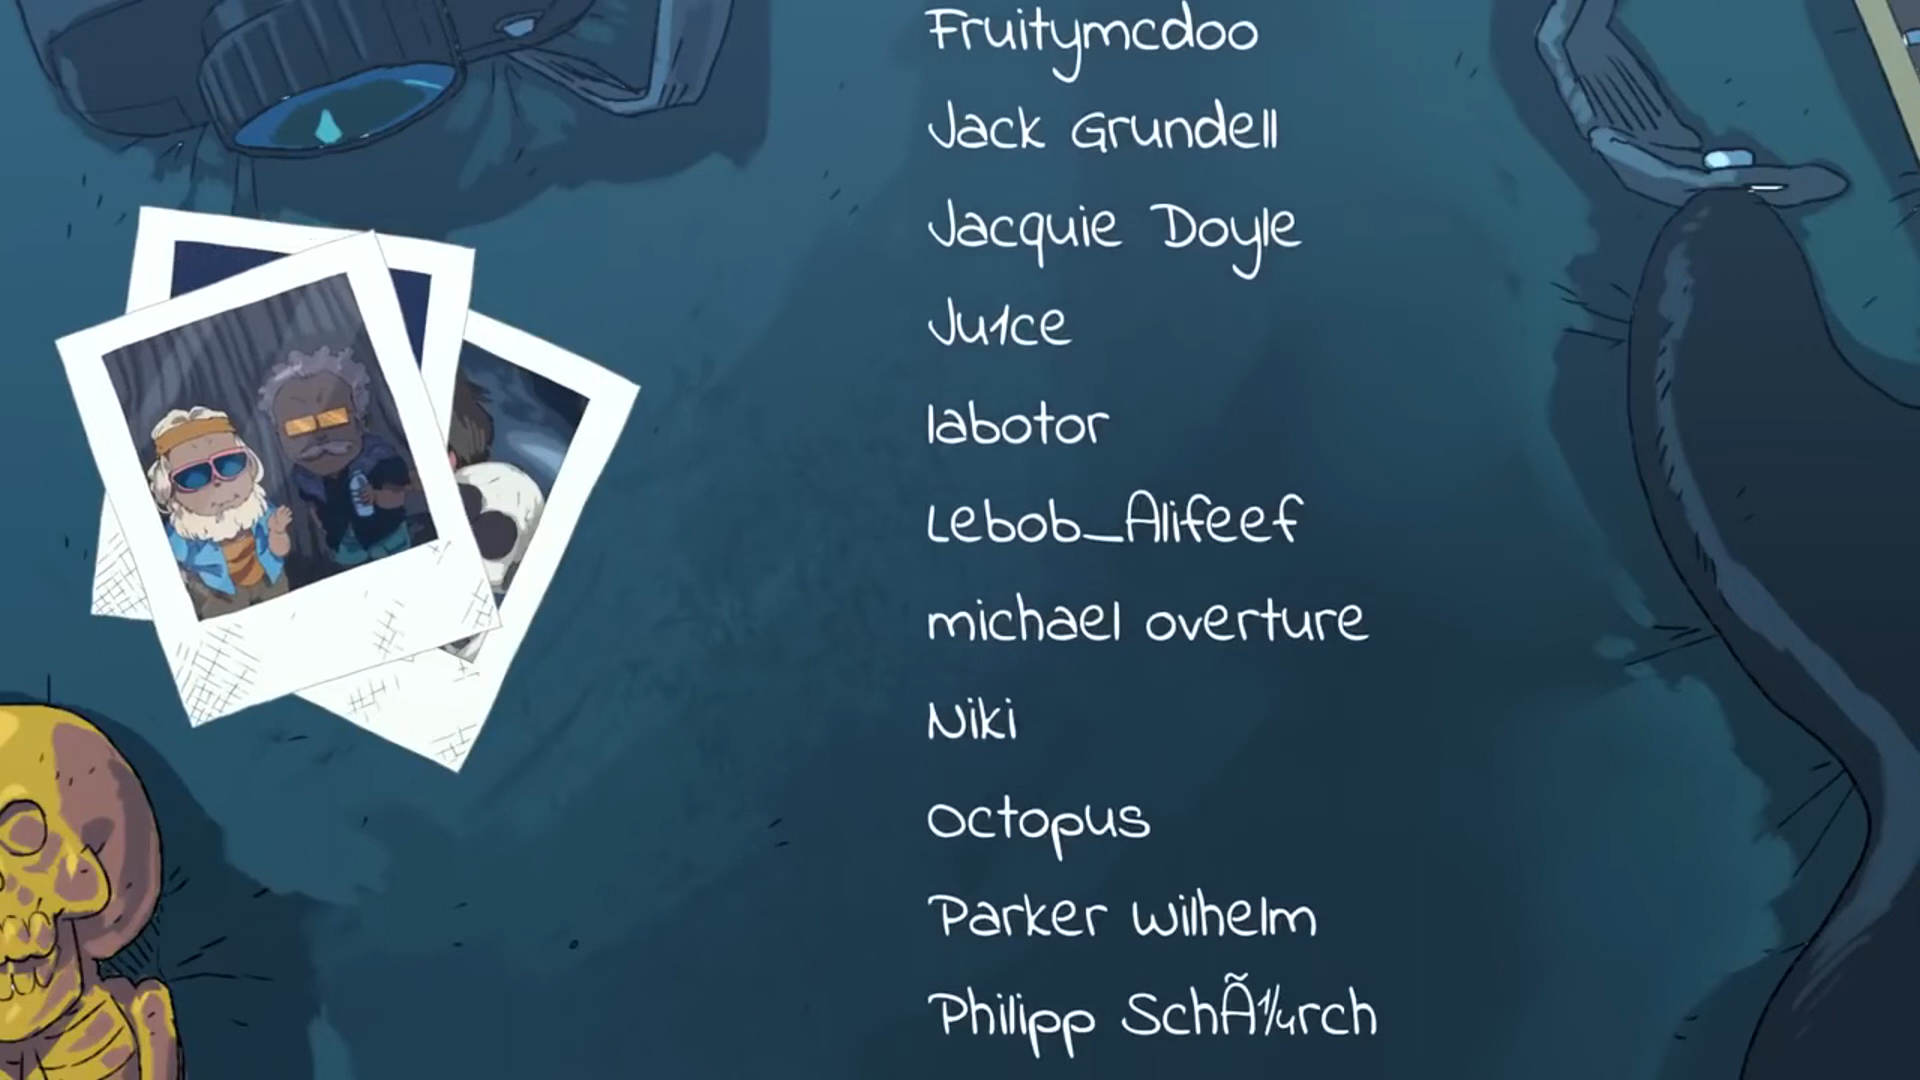 Fruitymcdoo
Jack Grundell
Jacquie Doyle
Ju1ce
labotor
Lebob_Alifeef
michael overture
Niki
Octopus
Parker Wilhelm
Philipp SchÃ¼rch